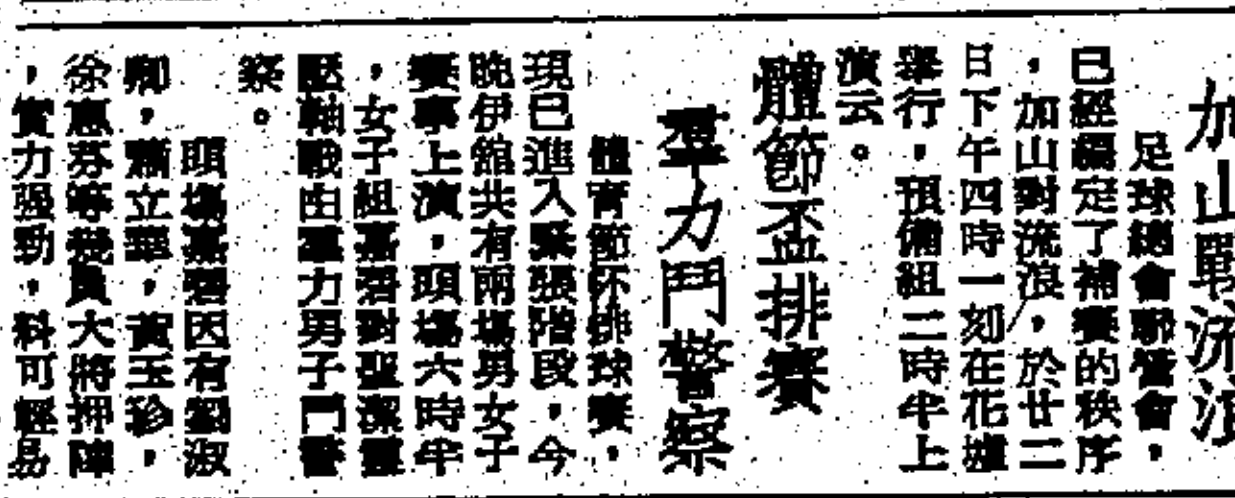 加山戰流浪
足球總會聯營會,
已經編定了補賽的秩序
,加山對流浪,於廿二
日下午四時一刻在花墟
舉行,預備組二時半上
演云。
體節盃排賽
羣力鬥警察
體育節杯排球賽,
現已進入緊張階段,今
晚伊館共有兩塲男女子
賽事上演,頭塲六時半
,女子組嘉碧對聖潔靈
壓軸戰由羣力男子鬥警
察。
頭塲嘉碧因有劉淑
卿,蕭立華,黃玉珍,
徐惠芬等幾員大將押陣
,實力强勁,料可輕易